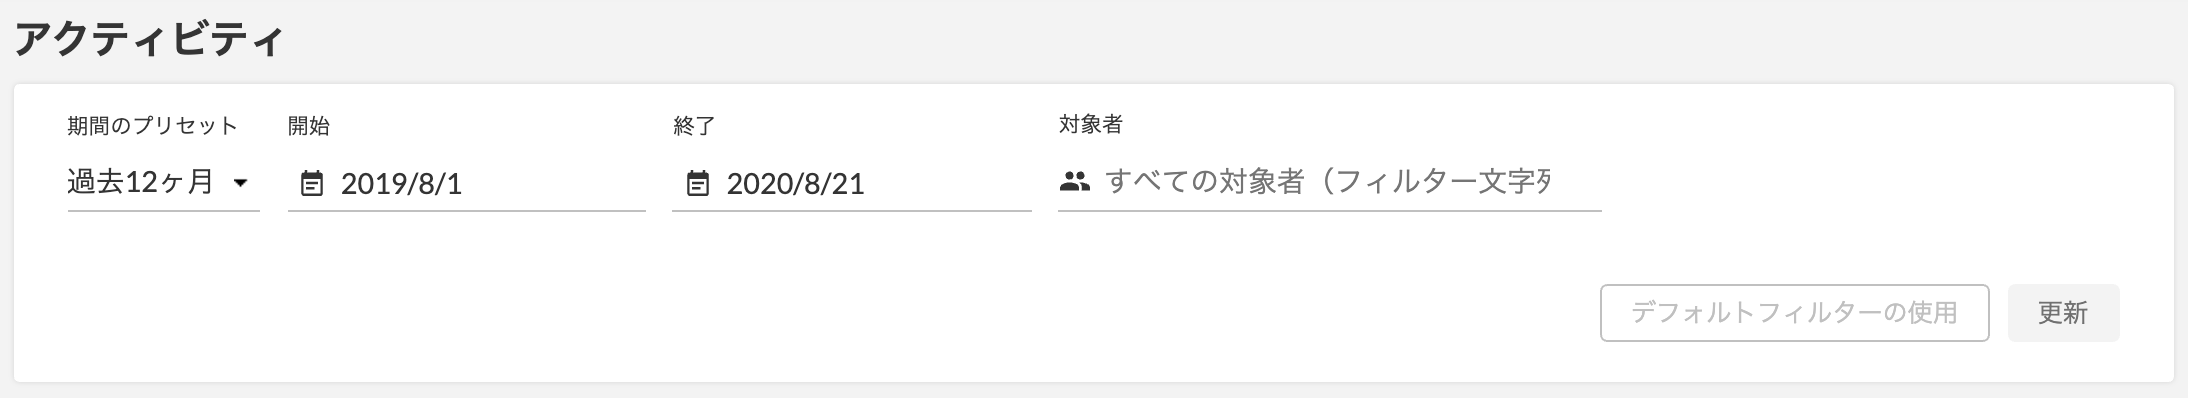 アクティビティ
期間のプリセット
開始
終了
対象者
過去12ヶ月
2019/8/1
2020/8/21
すべての対象者（フィルター文字列
デフォルトフィルターの使用
更新